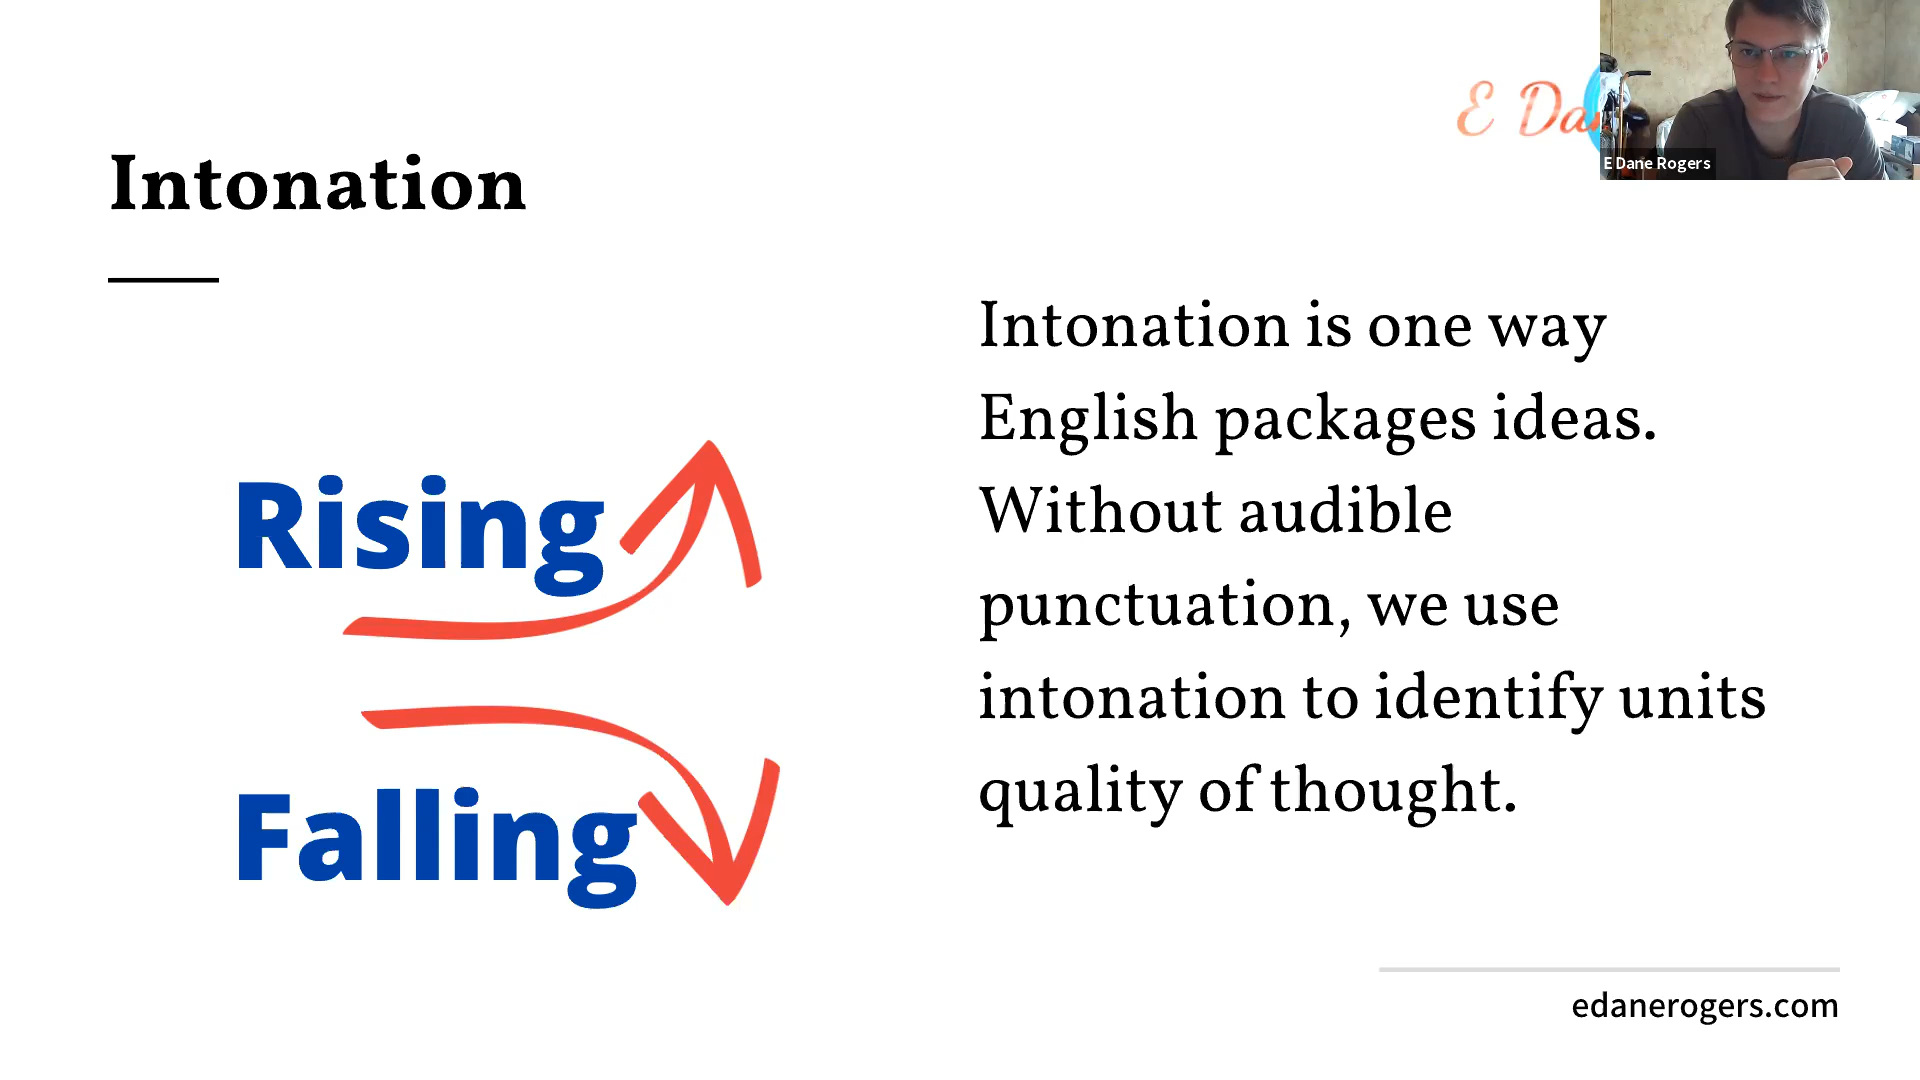 Intonation
E Da
E Dane Rogers
Rising
Falling
Intonation is one way
English packages ideas.
Without audible
punctuation, we use
intonation to identify units
quality of thought.
edanerogers.com